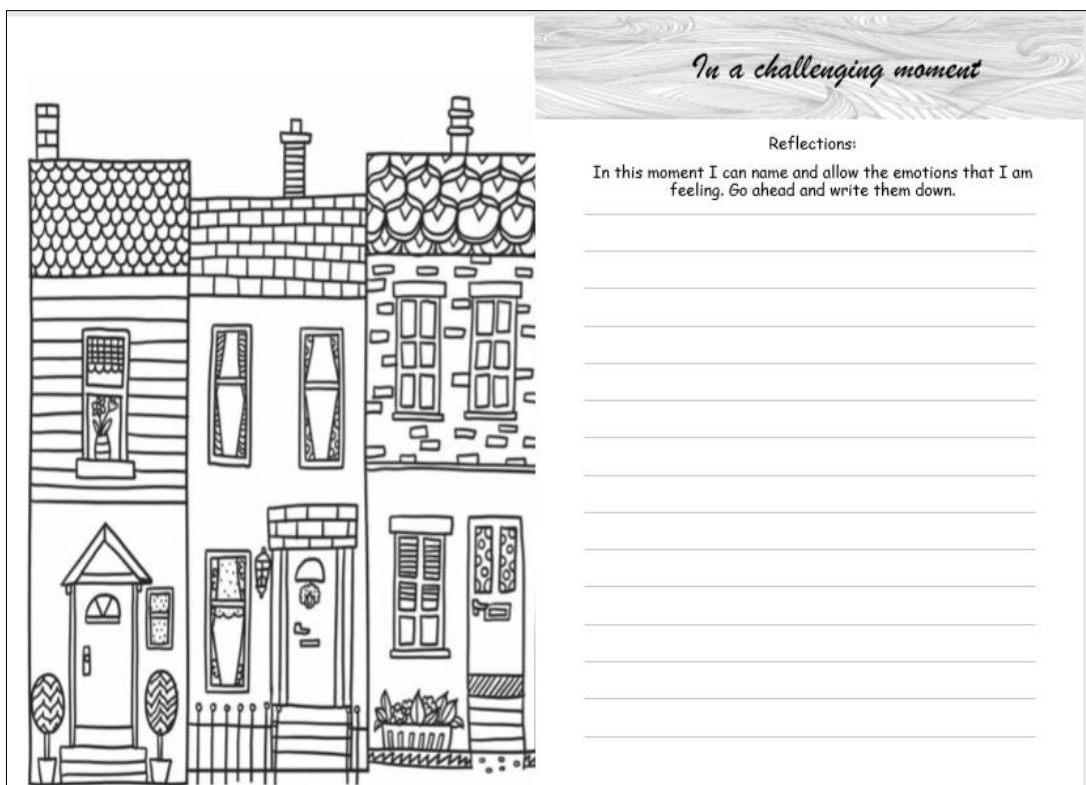 In a challenging moment
Reflections:
In this moment I can name and allow the emotions that I am
feeling. Go ahead and write them down.